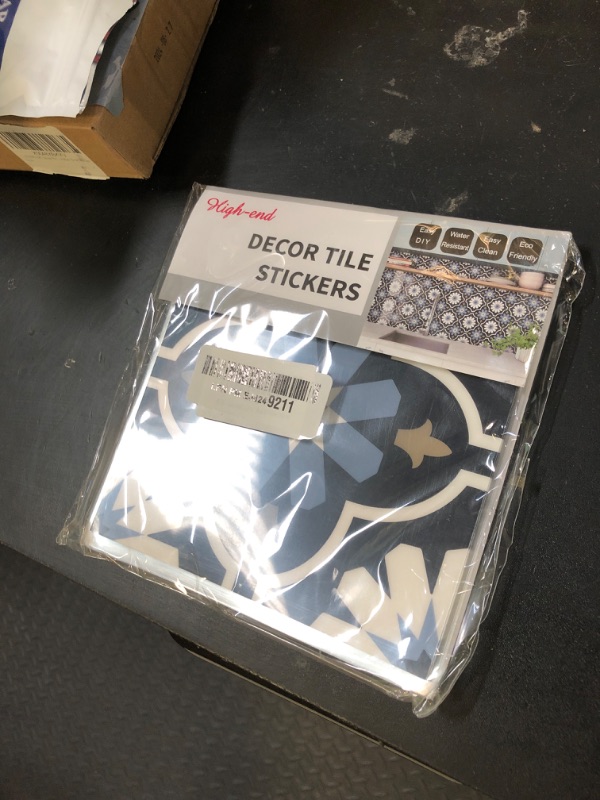 High-end
DECOR TILE
STICKERS
Easy
DIY
Water
Resistant
Easy
Clean
Eco
Friendly
9211